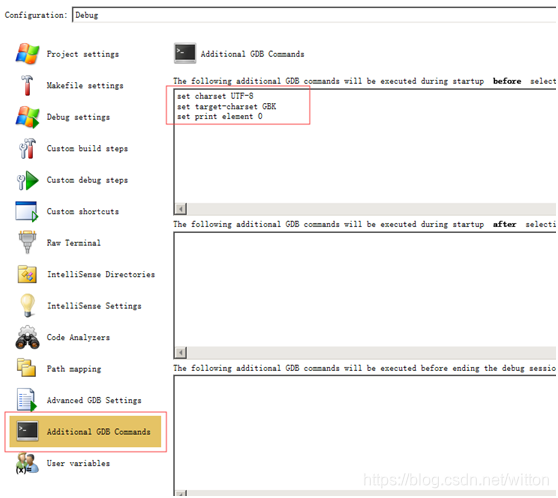 Configuration: Debug
Project settings
Makefile settings
Debug settings
Custom build steps
Custom debug steps
Custom shortcuts
Raw Terminal
IntelliSense Directories
IntelliSense Settings
Code Analyzers
Path mapping
Advanced GDB Settings
Additional GDB Commands
User variables
Additional GDB Commands
The following additional GDB commands will be executed during startup before selec
set charset UTF-8
set target-charset GBK
set print element 0
The following additional GDB commands will be executed during startup after selecti
The following additional GDB commands will be executed before ending the debug sessio
https://blog.csdn.net/witton